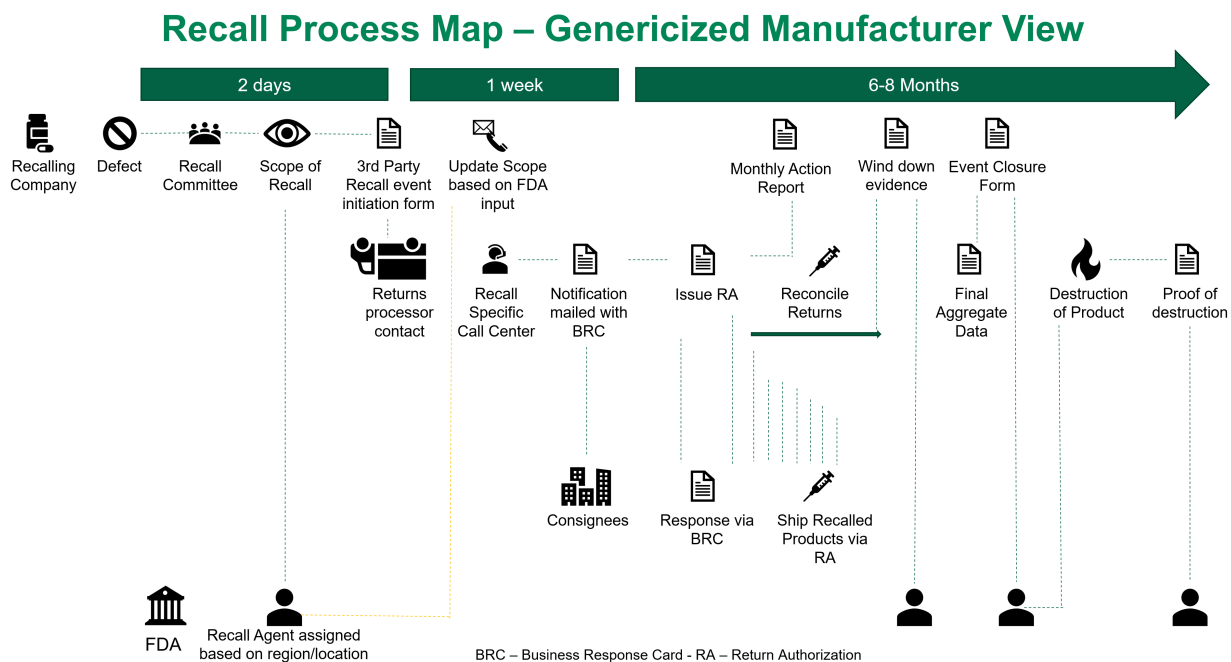 Recall Process Map – Genericized Manufacturer View
2 days
1 week
6-8 Months
Recalling
Company
Defect
Recall
Committee
Scope of
Recall
3rd Party
Recall event
initiation form
Update Scope
based on FDA
input
Monthly Action
Report
Wind down
evidence
Event Closure
Form
Returns
processor
contact
Recall
Specific
Call Center
Notification
mailed with
BRC
Issue RA
Reconcile
Returns
Final
Aggregate
Data
Destruction
of Product
Proof of
destruction
Consignees
Response via
BRC
Ship Recalled
Products via
RA
FDA
Recall Agent assigned
based on region/location
BRC – Business Response Card - RA – Return Authorization